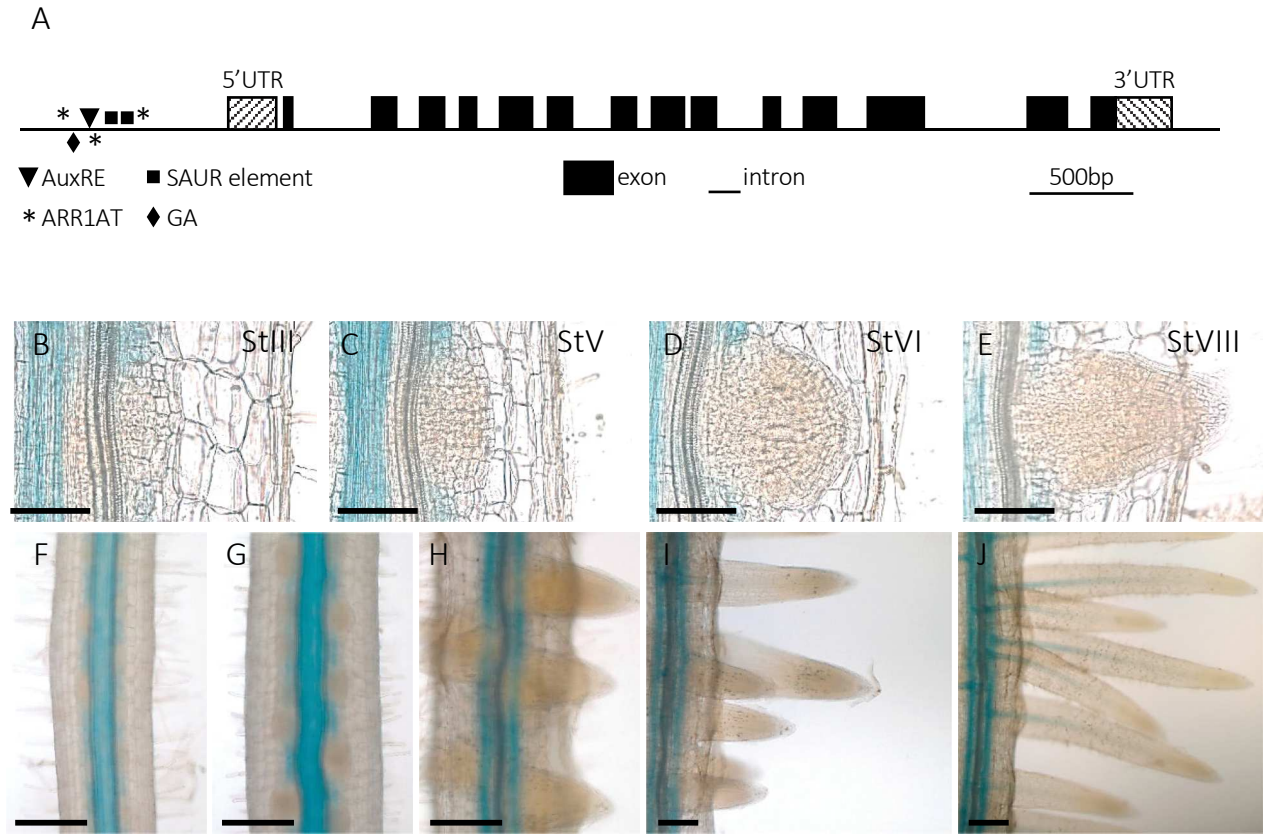 A
5'UTR 3'UTR
* * 
* 
AuxRE SAUR element exon intron 500bp
* ARR1AT GA
B StIII C StV D StVI E StVIII
F G H I J